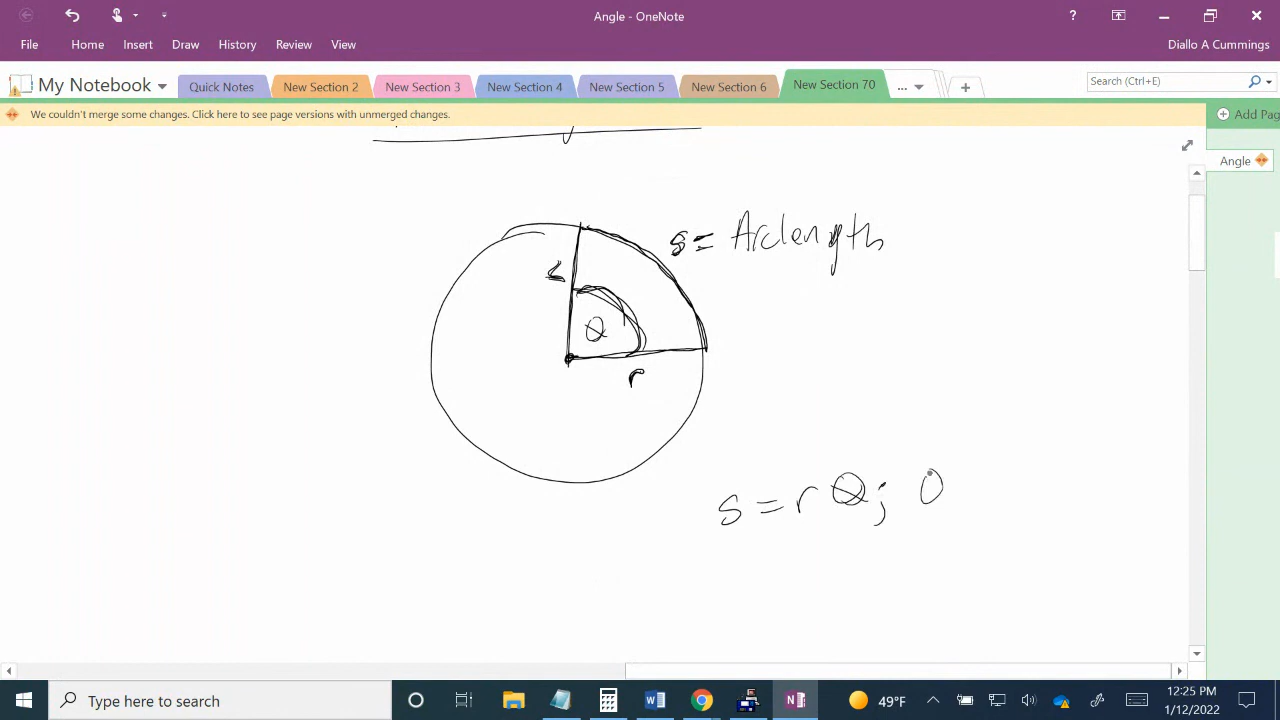 Angle - OneNote
?
File Home Insert Draw History Review View
Diallo A Cummings
My Notebook
Quick Notes
New Section 2
New Section 3
New Section 4
New Section 5
New Section 6
New Section 70
...
Search (Ctrl+E)
We couldn't merge some changes. Click here to see page versions with unmerged changes.
Add Pag
Angle
s = Arclength
θ
r
s = r θ; 0
Type here to search
49°F
12:25 PM
1/12/2022